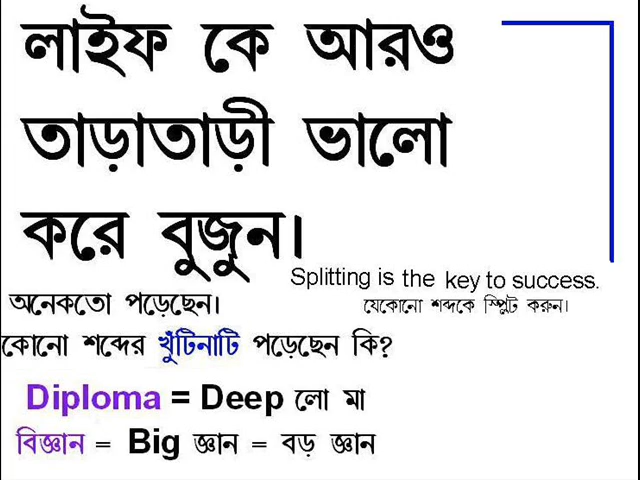 লাইফ কে আরও
তাড়াতাড়ী ভালো
করে বুজুন।
Splitting is the key to success.
অনেকতো পড়েছেন।
যেকোনো শব্দকে স্প্লিট করুন।
কোনো শব্দের খুঁটিনাটি পড়েছেন কি?
Diploma = Deep লো মা
বিজ্ঞান = Big জ্ঞান = বড় জ্ঞান